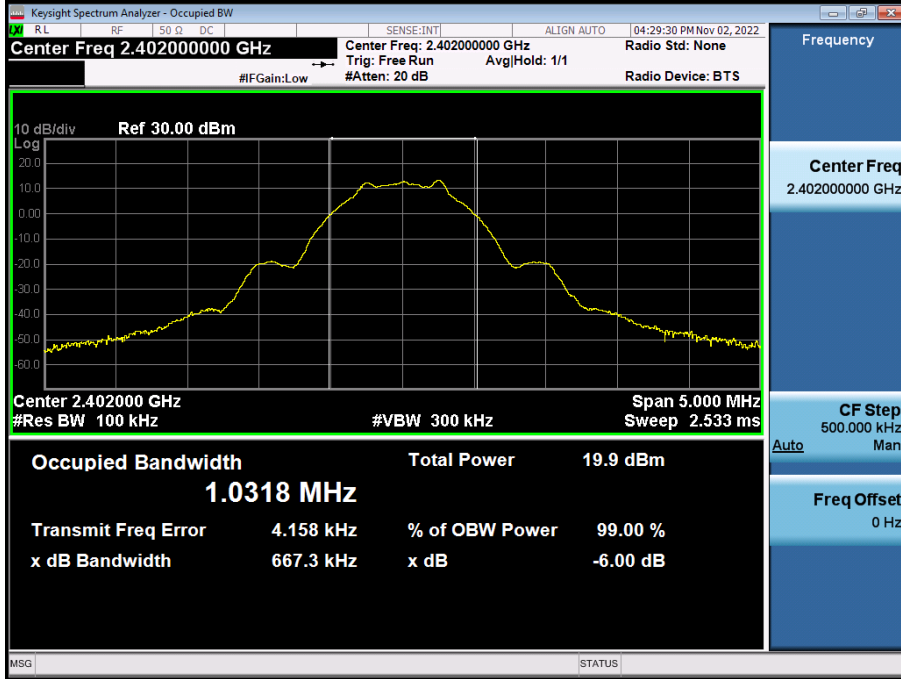 Keysight Spectrum Analyzer - Occupied BW
LXI RL RF 50 Ω DC SENSE:INT ALIGN AUTO 04:29:30 PM Nov 02, 2022
Center Freq 2.402000000 GHz
Center Freq: 2.402000000 GHz
Radio Std: None
Trig: Free Run Avg|Hold: 1/1
#IFGain:Low
#Atten: 20 dB
Radio Device: BTS
10 dB/div Ref 30.00 dBm
Log
20.0
10.0
0.00
-10.0
-20.0
-30.0
-40.0
-50.0
-60.0
Center 2.402000 GHz Span 5.000 MHz
#Res BW 100 kHz #VBW 300 kHz Sweep 2.533 ms
Occupied Bandwidth Total Power 19.9 dBm
1.0318 MHz
Transmit Freq Error 4.158 kHz % of OBW Power 99.00 %
x dB Bandwidth 667.3 kHz x dB -6.00 dB
Frequency
Center Freq
2.402000000 GHz
CF Step
500.000 kHz
Auto Man
Freq Offset
0 Hz
MSG STATUS